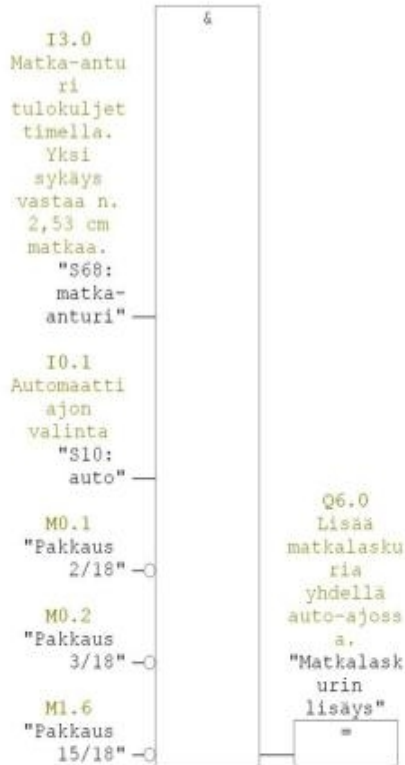 &
I3.0
Matka-antu
ri
tulokuljet
timella.
Yksi
sykäys
vastaa n.
2,53 cm
matkaa.
"S68:
matka-
anturi"
I0.1
Automaatti
ajon
valinta
"S10:
auto"
M0.1
"Pakkaus
2/18"
M0.2
"Pakkaus
3/18"
M1.6
"Pakkaus
15/18"
Q6.0
Lisää
matkalasku
ria
yhdellä
auto-ajoss
a.
"Matkalask
urin
lisäys"
=